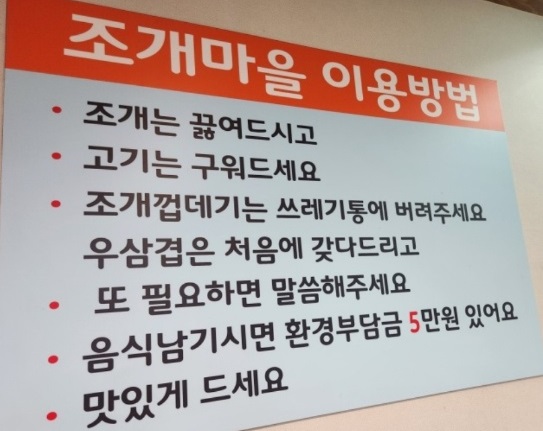 조개마을 이용방법
• 조개는 끓여드시고
• 고기는 구워드세요
• 조개껍데기는 쓰레기통에 버려주세요
우삼겹은 처음에 갖다드리고
• 또 필요하면 말씀해주세요
• 음식남기시면 환경부담금 5만원 있어요
• 맛있게 드세요